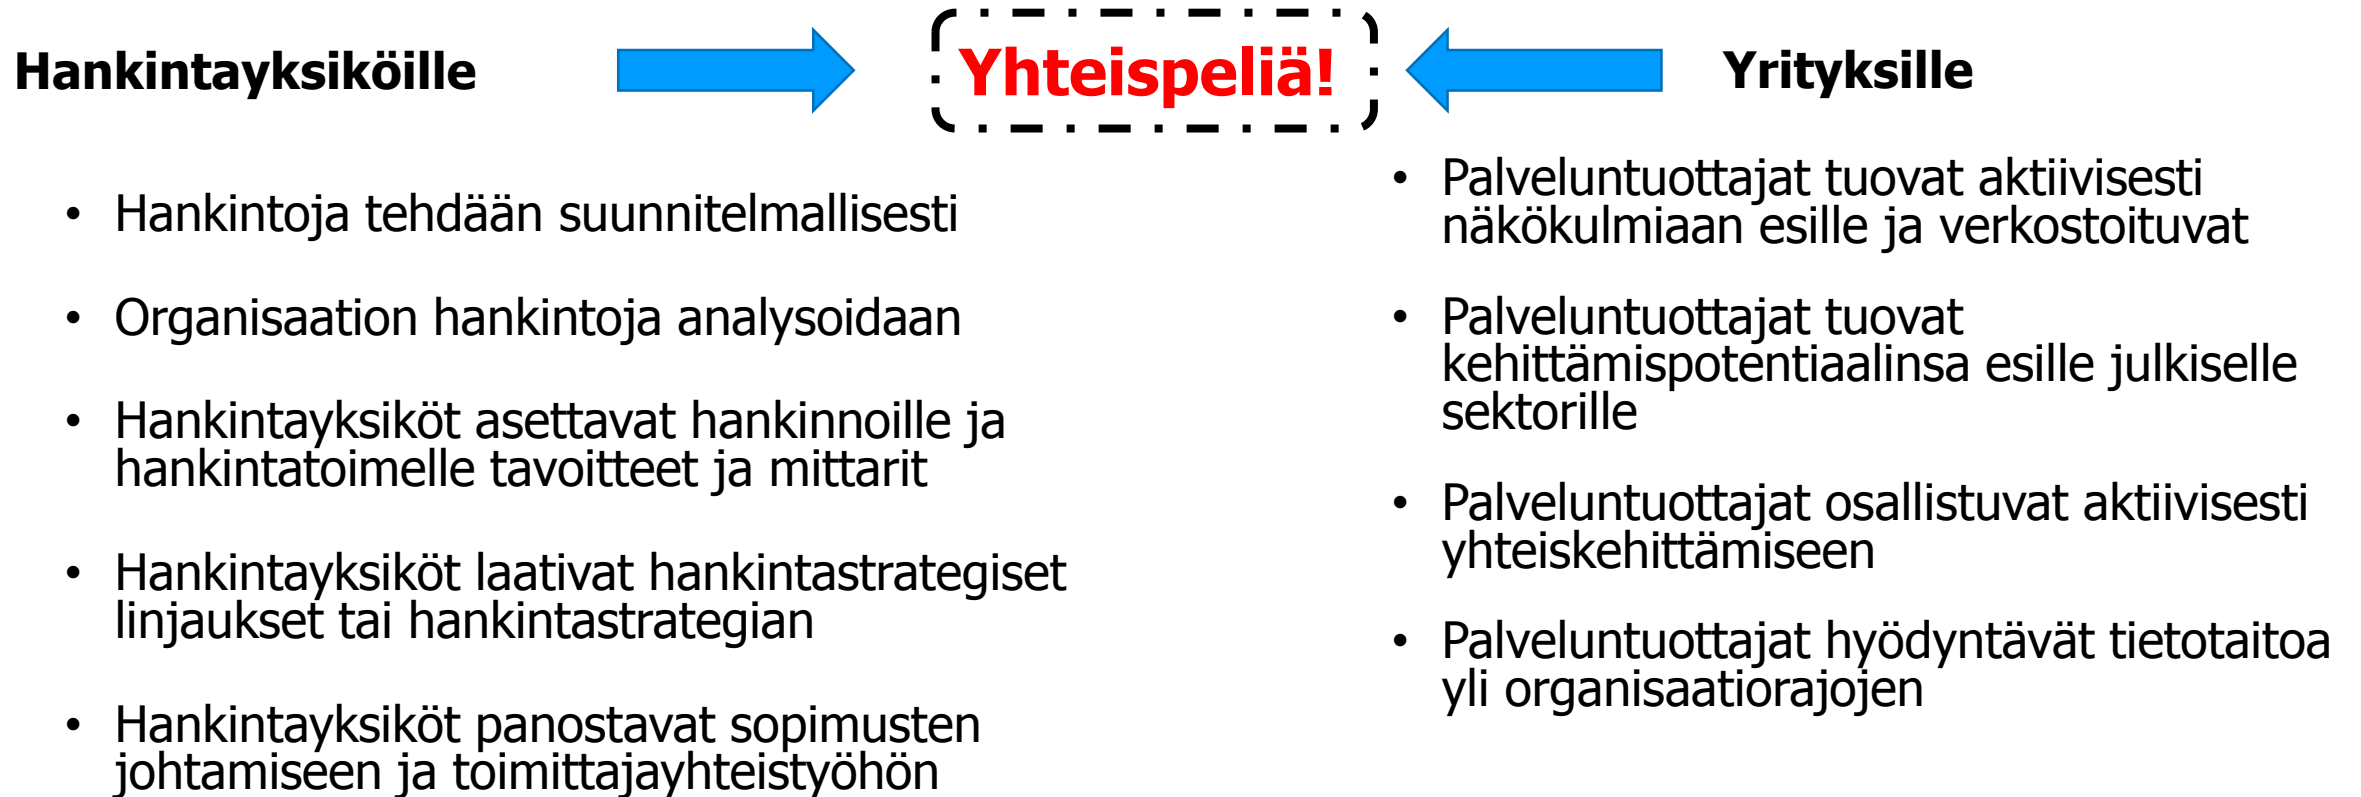 Hankintayksiköille
Yhteispeliä!
Yrityksille
• Hankintoja tehdään suunnitelmallisesti
• Organisaation hankintoja analysoidaan
• Hankintayksiköt asettavat hankinnoille ja
hankintatoimelle tavoitteet ja mittarit
• Hankintayksiköt laativat hankintastrategiset
linjaukset tai hankintastrategian
• Hankintayksiköt panostavat sopimusten
johtamiseen ja toimittajayhteistyöhön
• Palveluntuottajat tuovat aktiivisesti
näkökulmiaan esille ja verkostoituvat
• Palveluntuottajat tuovat
kehittämispotentiaalinsa esille julkiselle
sektorille
• Palveluntuottajat osallistuvat aktiivisesti
yhteiskehittämiseen
• Palveluntuottajat hyödyntävät tietotaitoa
yli organisaatiorajojen